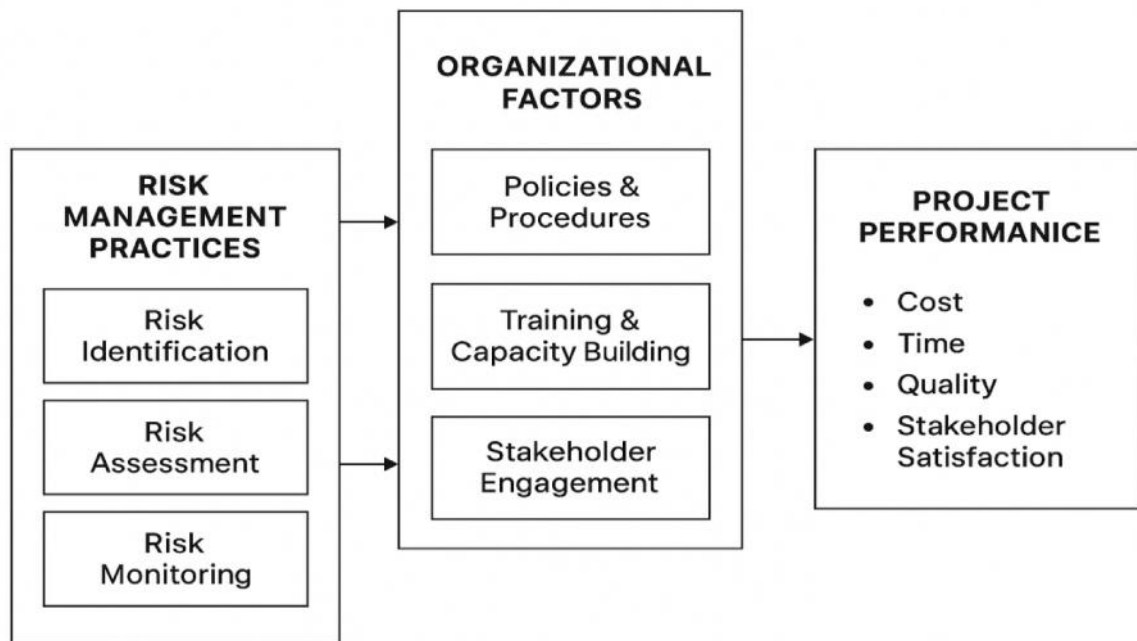 RISK
MANAGEMENT
PRACTICES
Risk
Identification
Risk
Assessment
Risk
Monitoring
ORGANIZATIONAL
FACTORS
Policies &
Procedures
Training &
Capacity Building
Stakeholder
Engagement
PROJECT
PERFORMANICE
• Cost
• Time
• Quality
• Stakeholder
Satisfaction